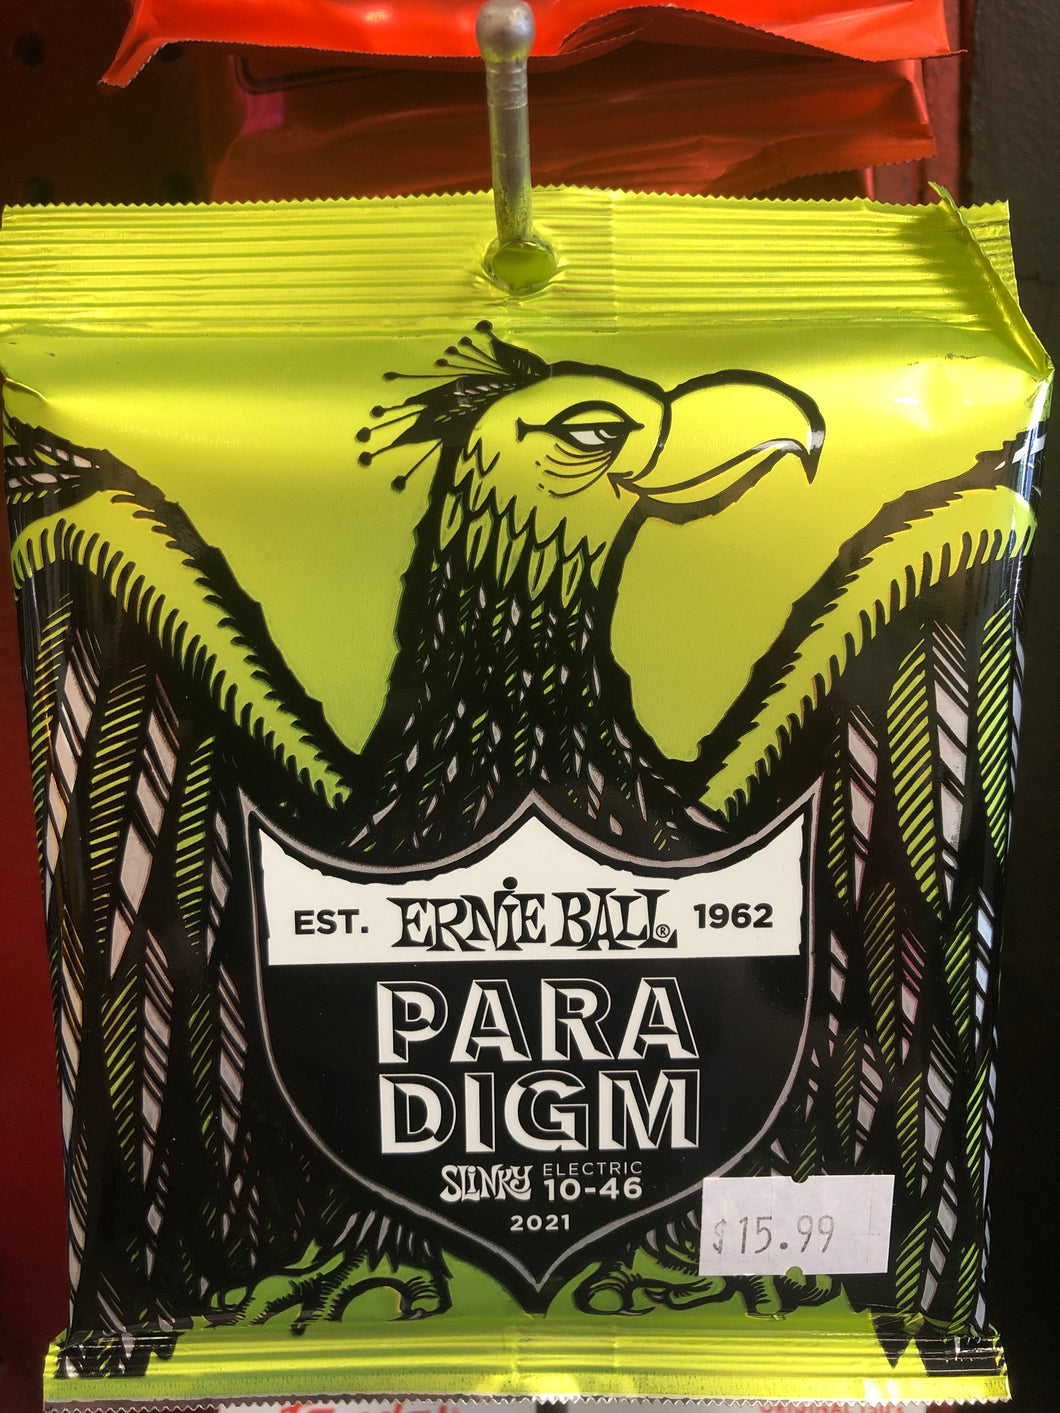 EST. ERNIE BALL® 1962
PARA
DIGM
SLINKY ELECTRIC
10-46
2021
$15.99